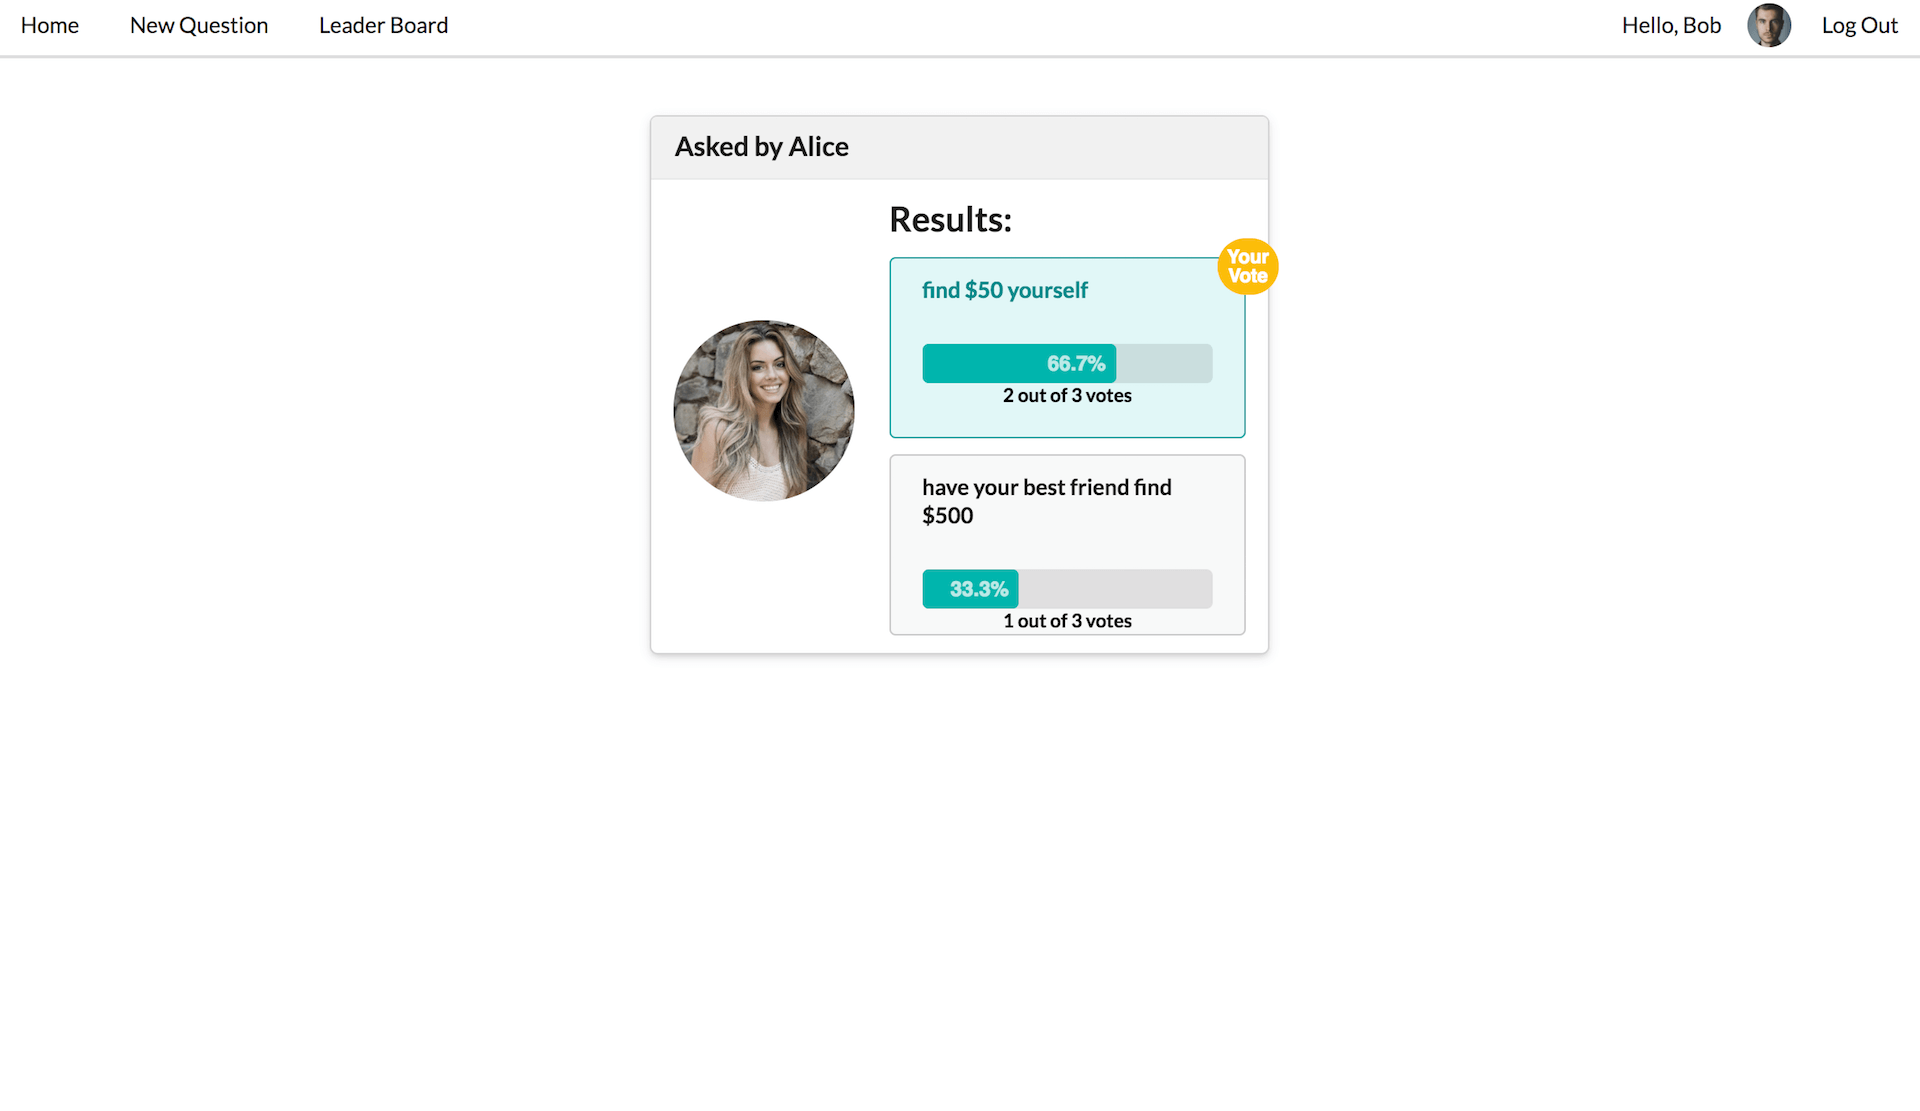 Home New Question Leader Board Hello, Bob Log Out
Asked by Alice
Results:
Your
Vote
find $50 yourself
66.7%
2 out of 3 votes
have your best friend find
$500
33.3%
1 out of 3 votes